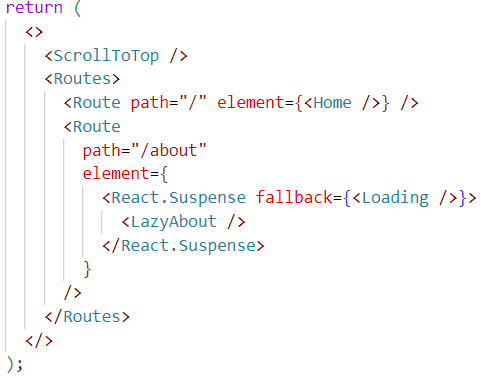 return (
<>
<ScrollToTop />
<Routes>
<Route path="/" element={<Home />} />
<Route
path="/about"
element={
<React.Suspense fallback={<Loading />}>
<LazyAbout />
</React.Suspense>
}
/>
</Routes>
</>
);